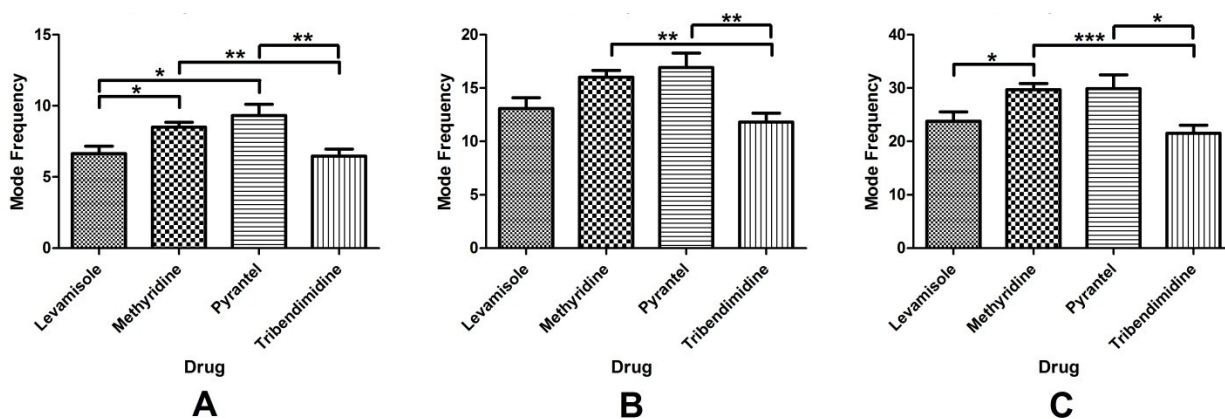 15
10
5
0
Mode Frequency
*
*
**
**
Levamisole
Methyridine
Pyrantel
Tribendimidine
Drug
A
20
15
10
5
0
Mode Frequency
**
**
Levamisole
Methyridine
Pyrantel
Tribendimidine
Drug
B
40
30
20
10
0
Mode Frequency
*
***
*
Levamisole
Methyridine
Pyrantel
Tribendimidine
Drug
C